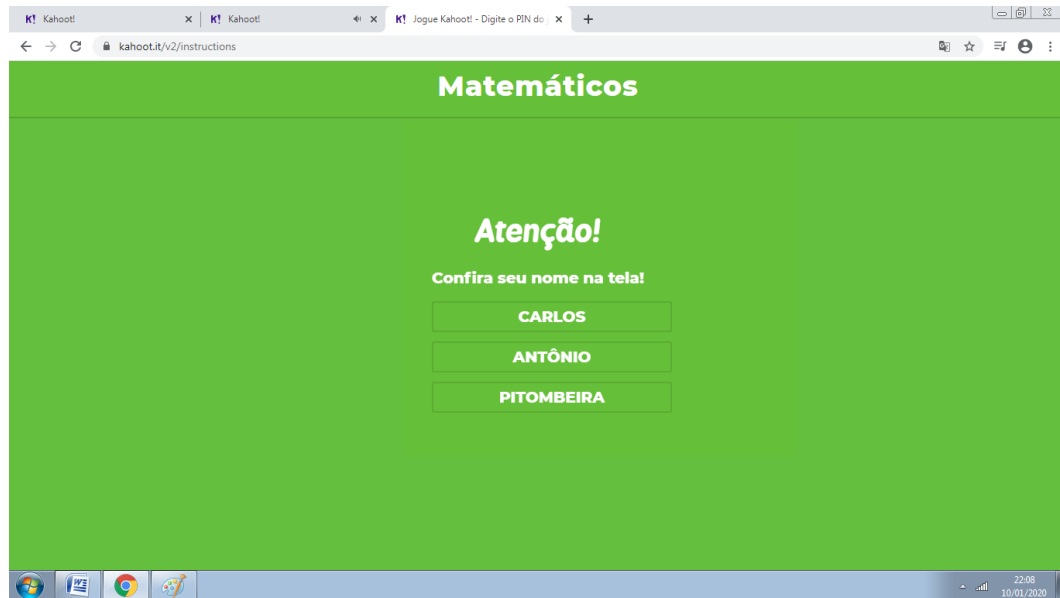 K! Kahoot!
K! Kahoot!
K! Jogue Kahoot! - Digite o PIN do
kahoot.it/v2/instructions
Matemáticos
Atenção!
Confira seu nome na tela!
CARLOS
ANTÔNIO
PITOMBEIRA
22:08
10/01/2020